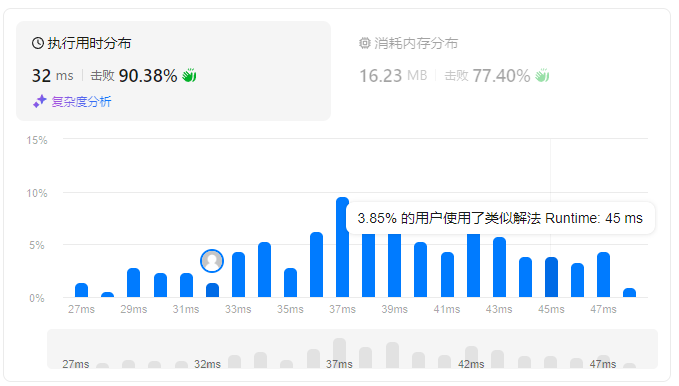 执行用时分布
32 ms | 击败 90.38%
复杂度分析
消耗内存分布
16.23 MB | 击败 77.40%
15%
10%
5%
0%
3.85% 的用户使用了类似解法 Runtime: 45 ms
27ms 29ms 31ms 33ms 35ms 37ms 39ms 41ms 43ms 45ms 47ms
27ms 32ms 37ms 42ms 47ms